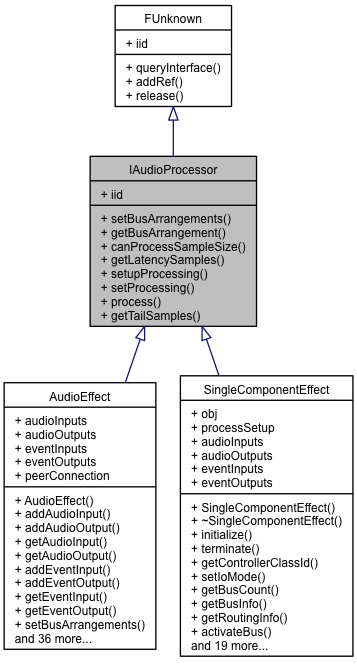 FUnknown
+ iid
+ queryInterface()
+ addRef()
+ release()
IAudioProcessor
+ iid
+ setBusArrangements()
+ getBusArrangement()
+ canProcessSampleSize()
+ getLatencySamples()
+ setupProcessing()
+ setProcessing()
+ process()
+ getTailSamples()
AudioEffect
+ audioInputs
+ audioOutputs
+ eventInputs
+ eventOutputs
+ peerConnection
+ AudioEffect()
+ addAudioInput()
+ addAudioOutput()
+ getAudioInput()
+ getAudioOutput()
+ addEventInput()
+ addEventOutput()
+ getEventInput()
+ getEventOutput()
+ setBusArrangements()
and 36 more...
SingleComponentEffect
+ obj
+ processSetup
+ audioInputs
+ audioOutputs
+ eventInputs
+ eventOutputs
+ SingleComponentEffect()
+ ~SingleComponentEffect()
+ initialize()
+ terminate()
+ getControllerClassId()
+ setIoMode()
+ getBusCount()
+ getBusInfo()
+ getRoutingInfo()
+ activateBus()
and 19 more...